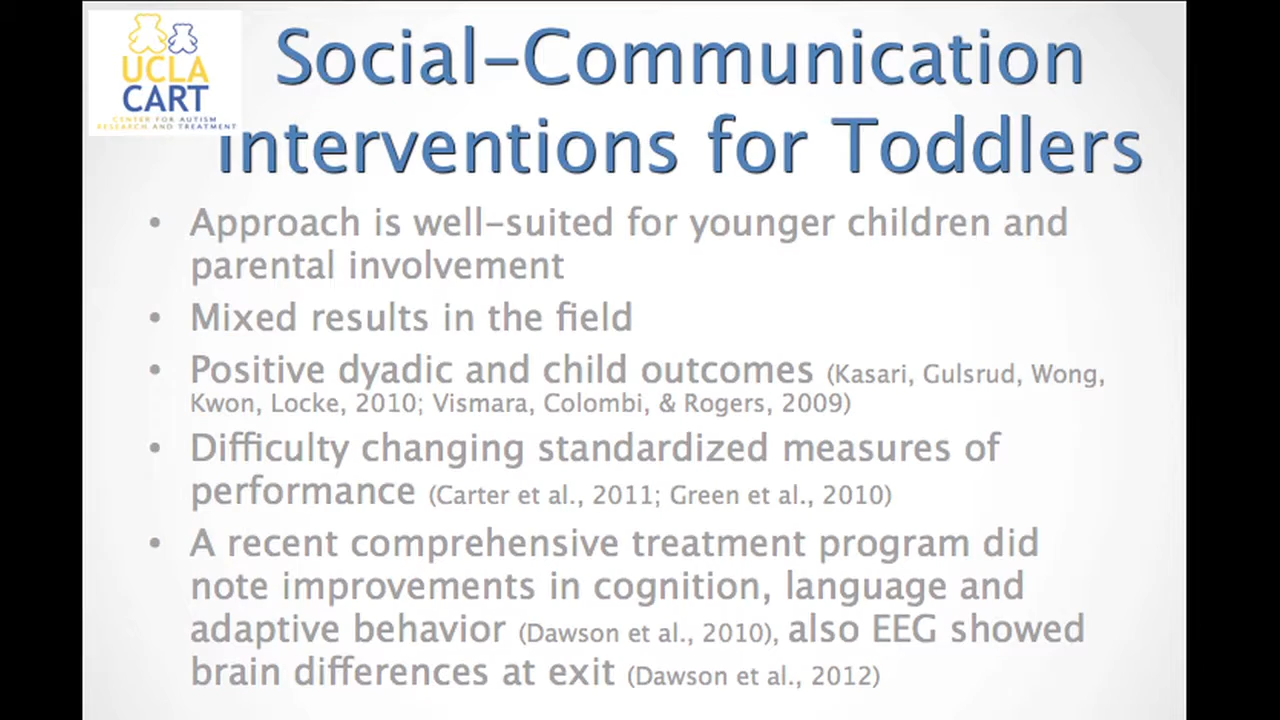 UCLA
CART
CENTER FOR AUTISM
RESEARCH AND TREATMENT
Social-Communication
Interventions for Toddlers
• Approach is well-suited for younger children and
parental involvement
• Mixed results in the field
• Positive dyadic and child outcomes (Kasari, Gulsrud, Wong,
Kwon, Locke, 2010; Vismara, Colombi, & Rogers, 2009)
• Difficulty changing standardized measures of
performance (Carter et al., 2011; Green et al., 2010)
• A recent comprehensive treatment program did
note improvements in cognition, language and
adaptive behavior (Dawson et al., 2010), also EEG showed
brain differences at exit (Dawson et al., 2012)